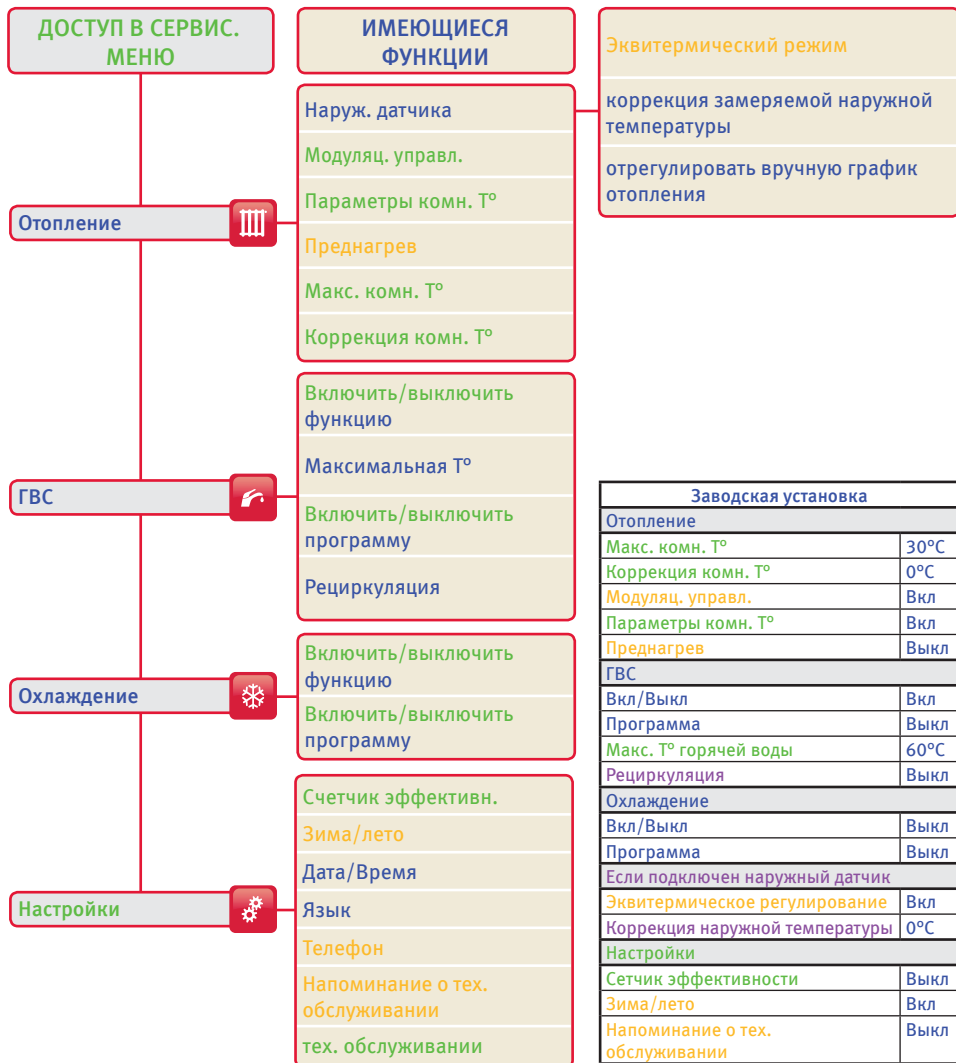 ДОСТУП В СЕРВИС.
МЕНЮ
Отопление
ГВС
Охлаждение
Настройки
ИМЕЮЩИЕСЯ
ФУНКЦИИ
Наруж. датчика
Модуляц. управл.
Параметры комн. Т°
Преднагрев
Макс. комн. Т°
Коррекция комн. Т°
Включить/выключить
функцию
Максимальная Т°
Включить/выключить
программу
Рециркуляция
Включить/выключить
функцию
Включить/выключить
программу
Счетчик эффективн.
Зима/лето
Дата/Время
Язык
Телефон
Напоминание о тех.
обслуживании
тех. обслуживании
Эквитермический режим
коррекция замеряемой наружной
температуры
отрегулировать вручную график
отопления
Заводская установка
Отопление
Макс. комн. Т° 30°C
Коррекция комн. Т° 0°C
Модуляц. управл. Вкл
Параметры комн. Т° Вкл
Преднагрев Выкл
ГВС
Вкл/Выкл Вкл
Программа Выкл
Макс. Т° горячей воды 60°C
Рециркуляция Выкл
Охлаждение
Вкл/Выкл Выкл
Программа Выкл
Если подключен наружный датчик
Эквитермическое регулирование Вкл
Коррекция наружной температуры 0°C
Настройки
Сетчик эффективности Выкл
Зима/лето Вкл
Напоминание о тех. Выкл
обслуживании